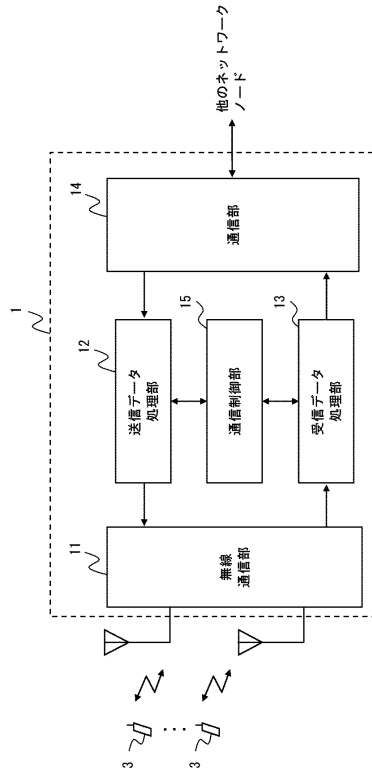 1
11
無線
通信部
12
送信データ
処理部
15
通信制御部
13
受信データ
処理部
14
通信部
他のネットワーク
ノード
3
...
3